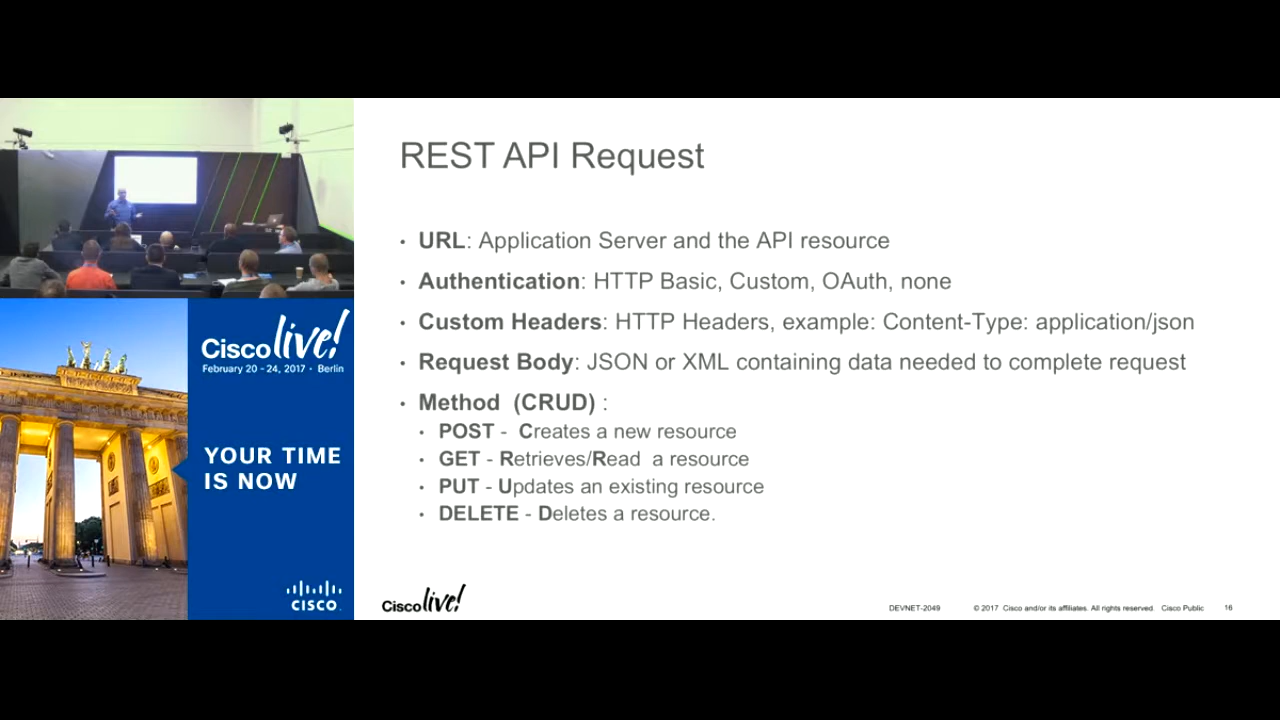 REST API Request
• URL: Application Server and the API resource
• Authentication: HTTP Basic, Custom, OAuth, none
• Custom Headers: HTTP Headers, example: Content-Type: application/json
• Request Body: JSON or XML containing data needed to complete request
• Method (CRUD) :
• POST - Creates a new resource
• GET - Retrieves/Read a resource
• PUT - Updates an existing resource
• DELETE - Deletes a resource.
Cisco live!
February 20 - 24, 2017 • Berlin
YOUR TIME
IS NOW
CISCO.
Cisco live!
DEVNET-2049 © 2017 Cisco and/or its affiliates. All rights reserved. Cisco Public 16